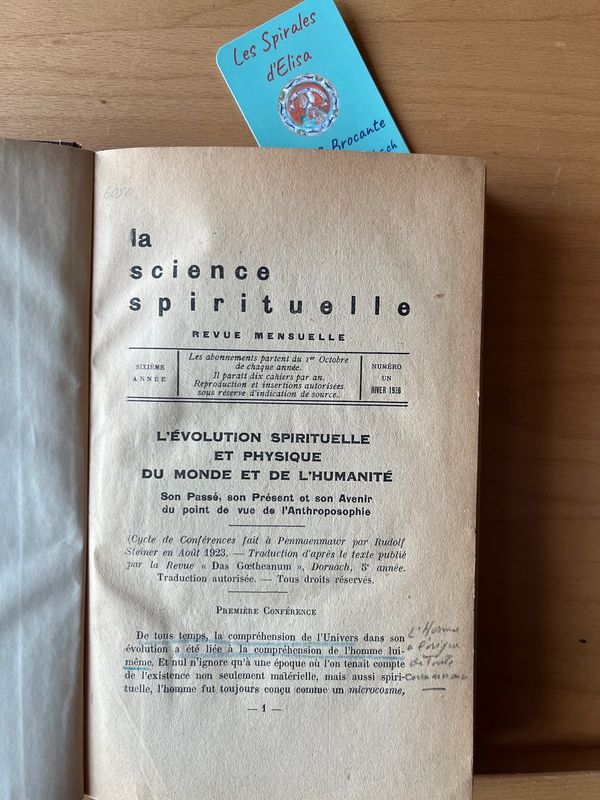 Les Spirales
d'Elisa
Brocante
6050
la
science
spirituelle
REVUE MENSUELLE
SIXIÈME
ANNÉE
Les abonnements partent du 1er Octobre
de chaque année.
Il paraît dix cahiers par an.
Reproduction et insertions autorisées
sous réserve d'indication de source.
NUMÉRO
UN
HIVER 1926
L'ÉVOLUTION SPIRITUELLE
ET PHYSIQUE
DU MONDE ET DE L'HUMANITÉ
Son Passé, son Présent et son Avenir
du point de vue de l'Anthroposophie
(Cycle de Conférences fait à Penmaenmawr par Rudolf
Steiner en Août 1923. — Traduction d'après le texte publié
par la Revue « Das Gœtheanum », Dornach, 5e année.
Traduction autorisée. — Tous droits réservés.
PREMIÈRE CONFÉRENCE
De tous temps, la compréhension de l'Univers dans son
évolution a été liée à la compréhension de l'homme lui-
même. Et nul n'ignore qu'à une époque où l'on tenait compte
de l'existence non seulement matérielle, mais aussi spiri-
tuelle, l'homme fut toujours conçu comme un microcosme,
L'Homme
à l'origine
de Toute
— 1 —